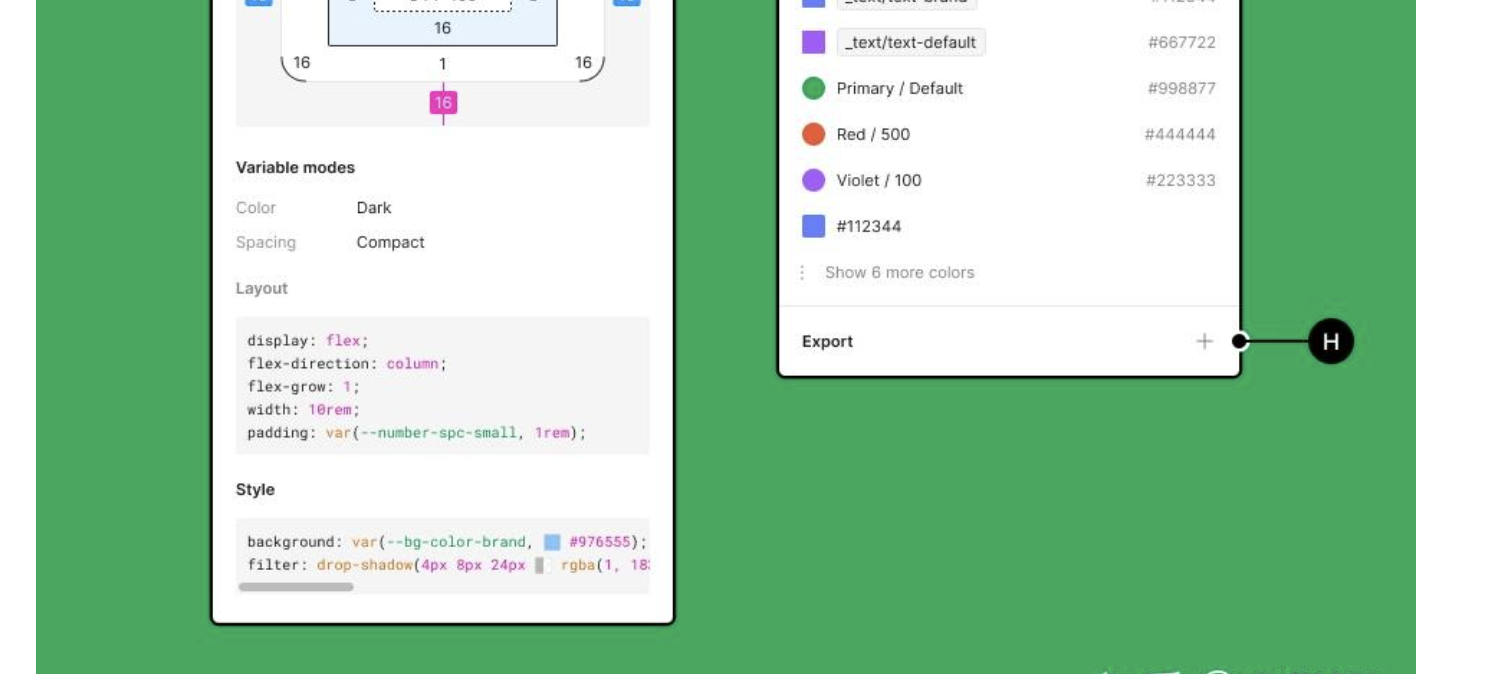 16
16
1
16
16
Variable modes
Color Dark
Spacing Compact
Layout
display: flex;
flex-direction: column;
flex-grow: 1;
width: 10rem;
padding: var(--number-spc-small, 1rem);
Style
background: var(--bg-color-brand, #976555);
filter: drop-shadow(4px 8px 24px rgba(1, 18
_text/text-default #667722
Primary / Default #998877
Red / 500 #444444
Violet / 100 #223333
#112344
Show 6 more colors
Export
H